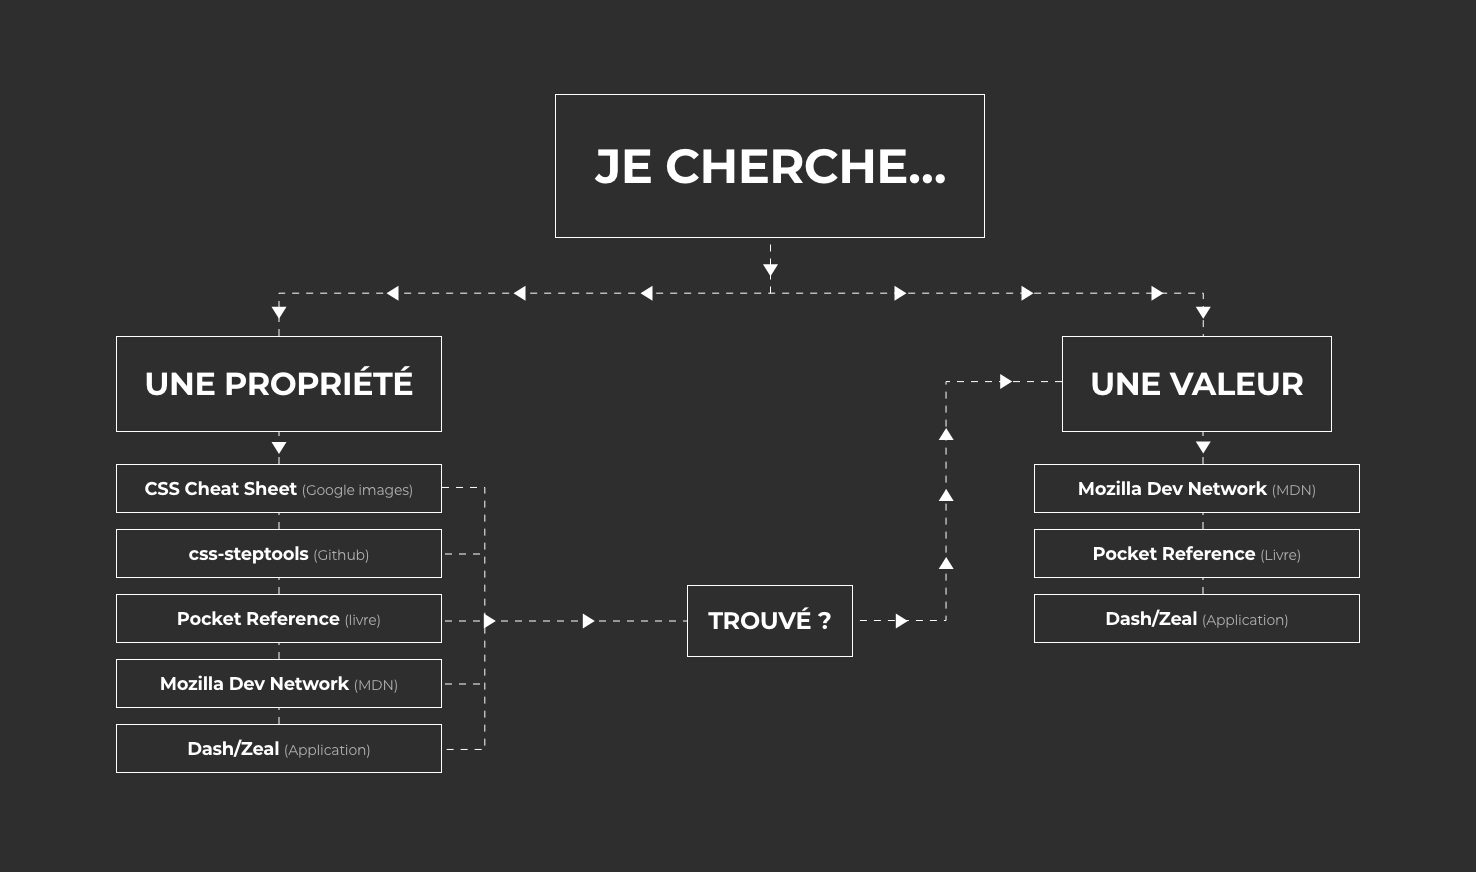 JE CHERCHE...
UNE PROPRIÉTÉ
CSS Cheat Sheet (Google images)
css-steptools (Github)
Pocket Reference (livre)
Mozilla Dev Network (MDN)
Dash/Zeal (Application)
TROUVÉ ?
UNE VALEUR
Mozilla Dev Network (MDN)
Pocket Reference (Livre)
Dash/Zeal (Application)